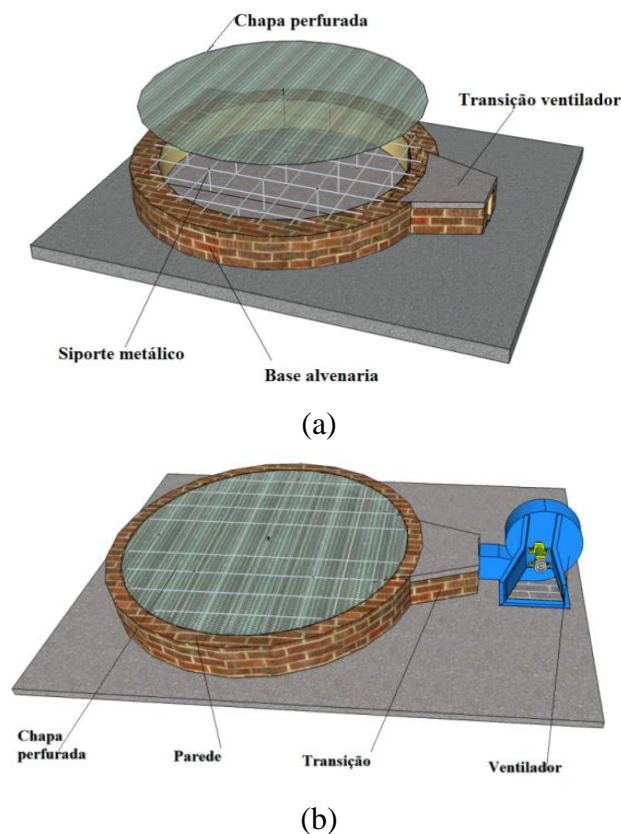 Chapa perfurada
Transição ventilador
Siporte metálico
Base alvenaria
(a)
Chapa
perfurada
Parede
Transição
Ventilador
(b)